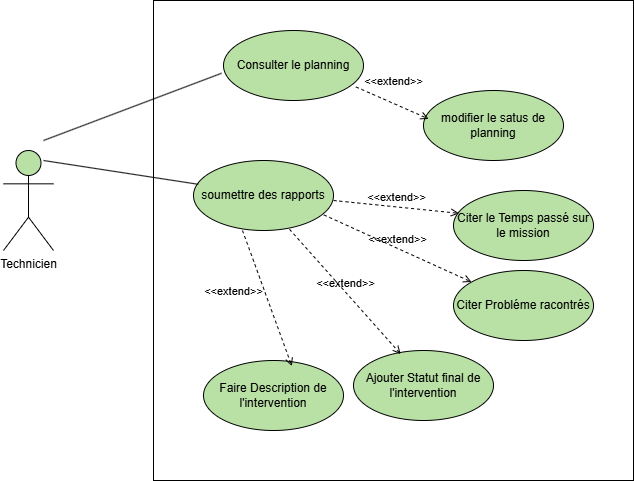 Consulter le planning
<<extend>>
modifier le satus de
planning
soumettre des rapports
<<extend>>
Citer le Temps passé sur
le mission
<<extend>>
Technicien
<<extend>>
<<extend>>
Citer Probléme racontrés
Faire Description de
l'intervention
Ajouter Statut final de
l'intervention